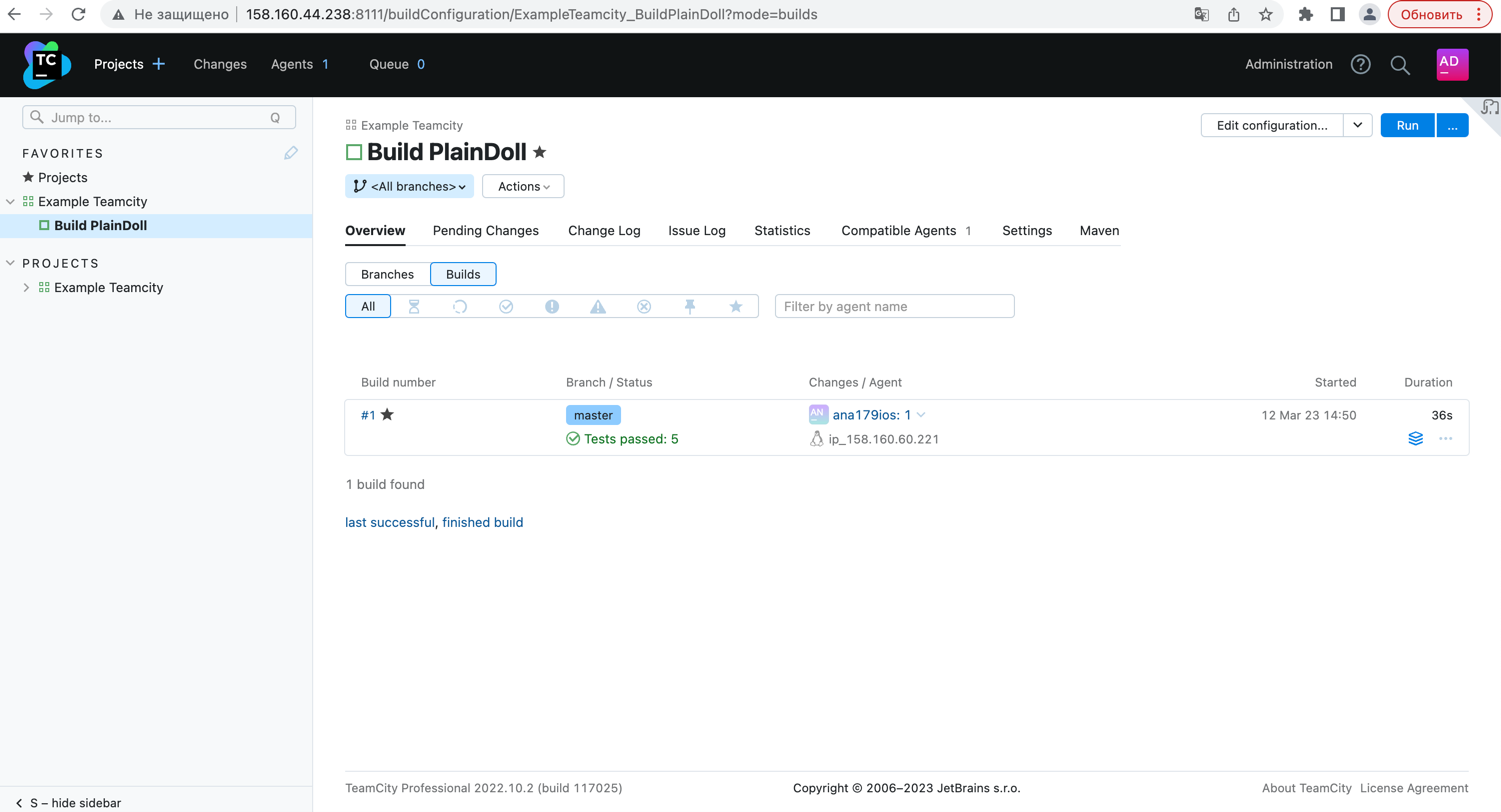 Не защищено 158.160.44.238:8111/buildConfiguration/ExampleTeamcity_BuildPlainDoll?mode=builds Обновить
TC Projects Changes Agents 1 Queue 0 Administration AD
Jump to... Q
FAVORITES
Projects
Example Teamcity
Build PlainDoll
PROJECTS
Example Teamcity
S – hide sidebar
Example Teamcity
Build PlainDoll
Edit configuration... Run ...
<All branches> Actions
Overview Pending Changes Change Log Issue Log Statistics Compatible Agents 1 Settings Maven
Branches Builds
All Filter by agent name
Build number Branch / Status Changes / Agent Started Duration
#1 master AN ana179ios: 1 12 Mar 23 14:50 36s
Tests passed: 5 ip_158.160.60.221
1 build found
last successful, finished build
TeamCity Professional 2022.10.2 (build 117025) Copyright © 2006–2023 JetBrains s.r.o. About TeamCity License Agreement